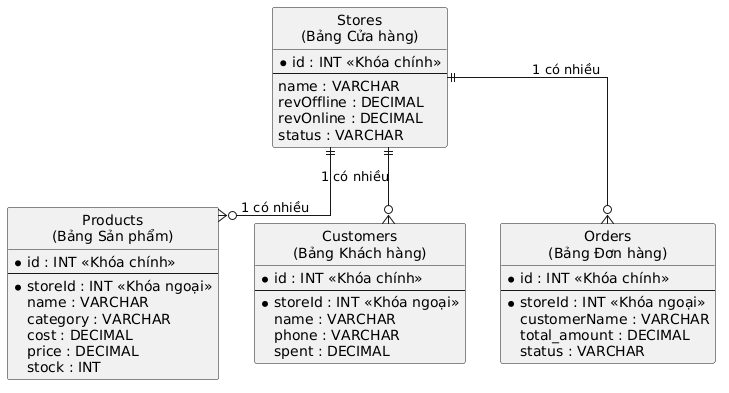 Stores
(Bảng Cửa hàng)
id : INT «Khóa chính»
name : VARCHAR
revOffline : DECIMAL
revOnline : DECIMAL
status : VARCHAR
1 có nhiều
1 có nhiều
1 có nhiều
Products
(Bảng Sản phẩm)
id : INT «Khóa chính»
storeId : INT «Khóa ngoại»
name : VARCHAR
category : VARCHAR
cost : DECIMAL
price : DECIMAL
stock : INT
Customers
(Bảng Khách hàng)
id : INT «Khóa chính»
storeId : INT «Khóa ngoại»
name : VARCHAR
phone : VARCHAR
spent : DECIMAL
Orders
(Bảng Đơn hàng)
id : INT «Khóa chính»
storeId : INT «Khóa ngoại»
customerName : VARCHAR
total_amount : DECIMAL
status : VARCHAR